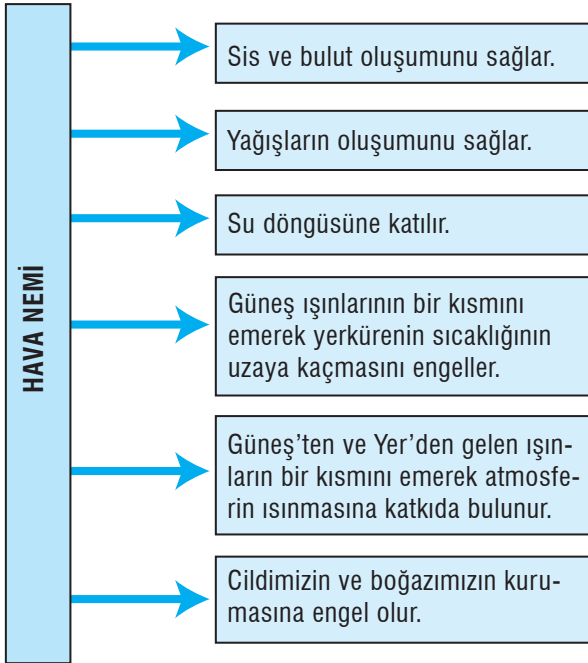 HAVA NEMİ
Sis ve bulut oluşumunu sağlar.
Yağışların oluşumunu sağlar.
Su döngüsüne katılır.
Güneş ışınlarının bir kısmını
emerek yerkürenin sıcaklığının
uzaya kaçmasını engeller.
Güneş’ten ve Yer’den gelen ışın-
ların bir kısmını emerek atmosfe-
rin ısınmasına katkıda bulunur.
Cildimizin ve boğazımızın kuru-
masına engel olur.